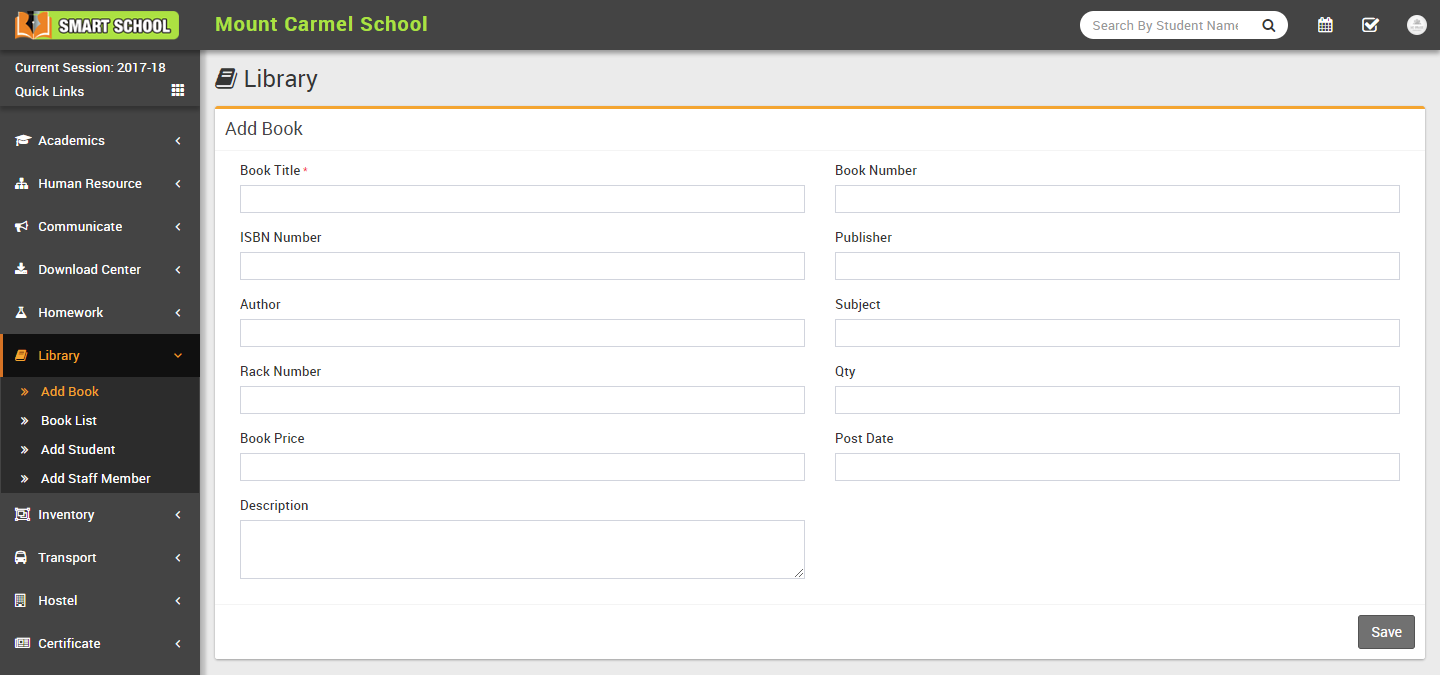 SMART SCHOOL
Mount Carmel School
Search By Student Name
Current Session: 2017-18
Quick Links
Academics
Human Resource
Communicate
Download Center
Homework
Library
Add Book
Book List
Add Student
Add Staff Member
Inventory
Transport
Hostel
Certificate
Library
Add Book
Book Title *
Book Number
ISBN Number
Publisher
Author
Subject
Rack Number
Qty
Book Price
Post Date
Description
Save